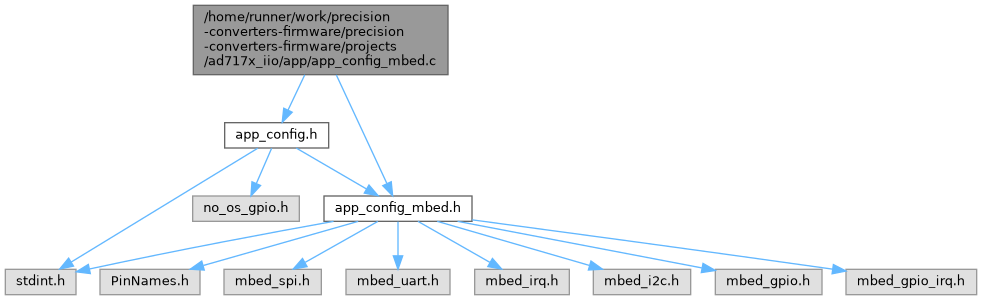 /home/runner/work/precision
-converters-firmware/precision
-converters-firmware/projects
/ad717x_iio/app/app_config_mbed.c
app_config.h
no_os_gpio.h
app_config_mbed.h
stdint.h
PinNames.h
mbed_spi.h
mbed_uart.h
mbed_irq.h
mbed_i2c.h
mbed_gpio.h
mbed_gpio_irq.h